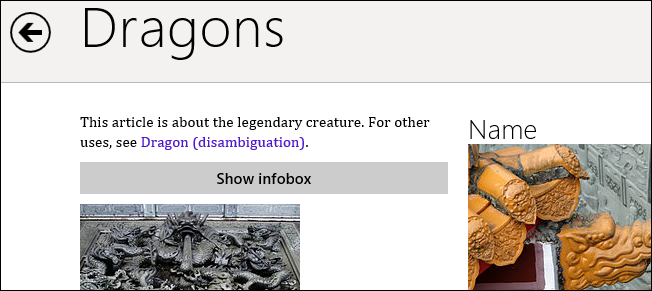 Dragons
This article is about the legendary creature. For other
uses, see Dragon (disambiguation).
Show infobox
Name